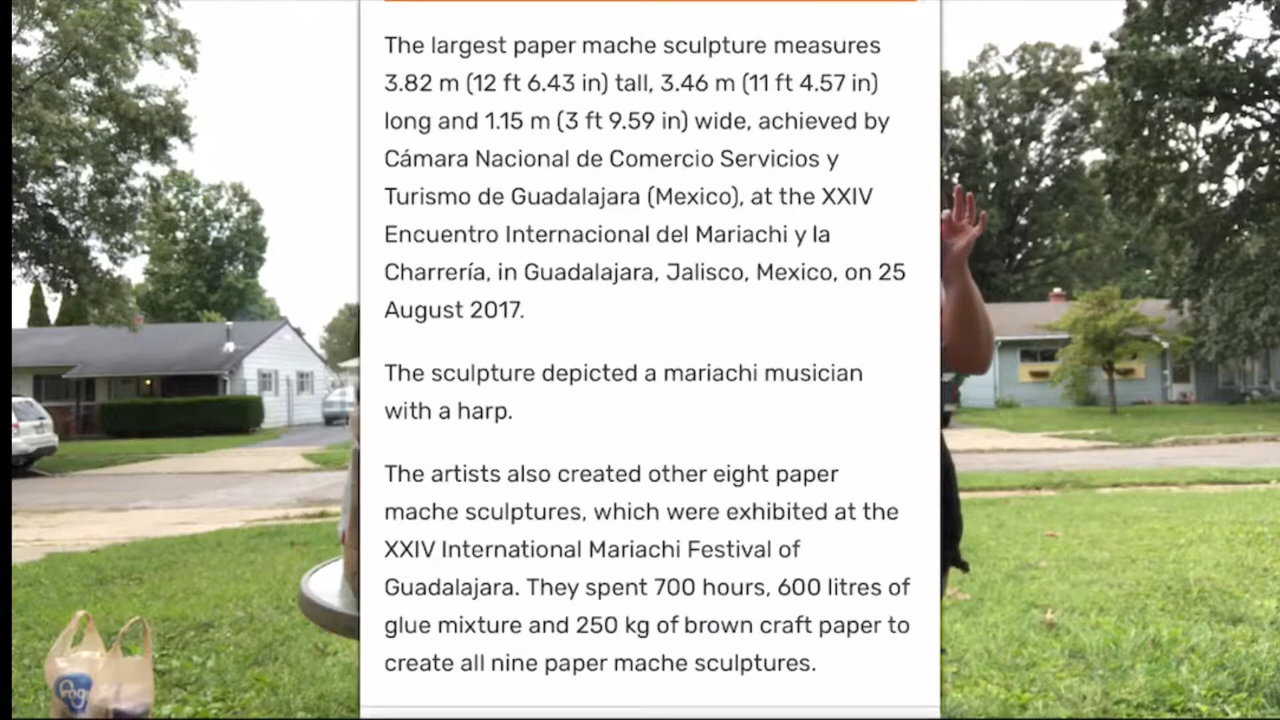 The largest paper mache sculpture measures
3.82 m (12 ft 6.43 in) tall, 3.46 m (11 ft 4.57 in)
long and 1.15 m (3 ft 9.59 in) wide, achieved by
Cámara Nacional de Comercio Servicios y
Turismo de Guadalajara (Mexico), at the XXIV
Encuentro Internacional del Mariachi y la
Charrería, in Guadalajara, Jalisco, Mexico, on 25
August 2017.
The sculpture depicted a mariachi musician
with a harp.
The artists also created other eight paper
mache sculptures, which were exhibited at the
XXIV International Mariachi Festival of
Guadalajara. They spent 700 hours, 600 litres of
glue mixture and 250 kg of brown craft paper to
create all nine paper mache sculptures.